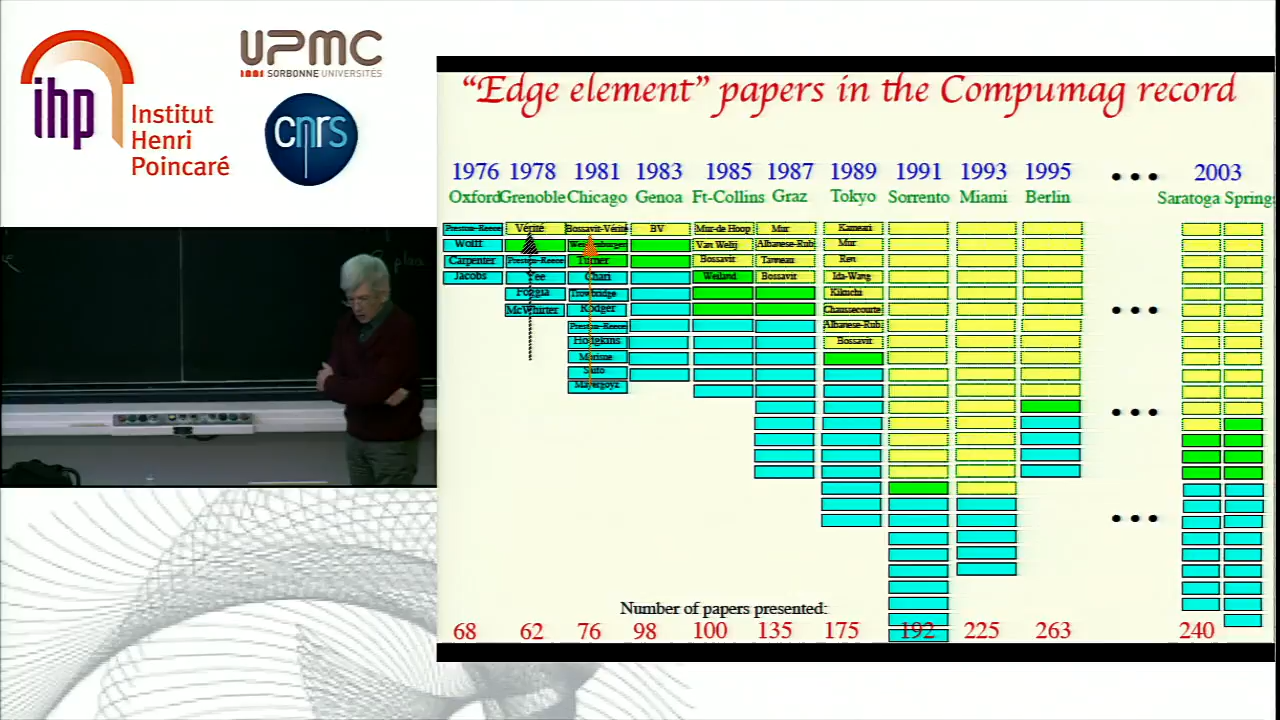 ihp
Institut
Henri
Poincaré
UPMC
SORBONNE UNIVERSITÉS
cnrs
"Edge element" papers in the Compumag record
1976 1978 1981 1983 1985 1987 1989 1991 1993 1995 ••• 2003
Oxford Grenoble Chicago Genoa Ft-Collins Graz Tokyo Sorrento Miami Berlin Saratoga Springs
Preston-Reece Vérité Bossavit-Vérité BV Mur-de Hoop Mur Kameari
Wolff Van Welij Albanese-Rub Mur
Carpenter Preston-Reece Turner Bossavit Tanneau Ren
Jacobs Yee Chari Weiland Bossavit Ida-Wang
Foggia Trowbridge Kikuchi
McWhirter Rodger Chaussecourte
•••
Preston-Reece Albanese-Rub
Hodgkins Bossavit
Morisue
Saito
Mayergoyz
•••
•••
Number of papers presented:
68 62 76 98 100 135 175 192 225 263 240